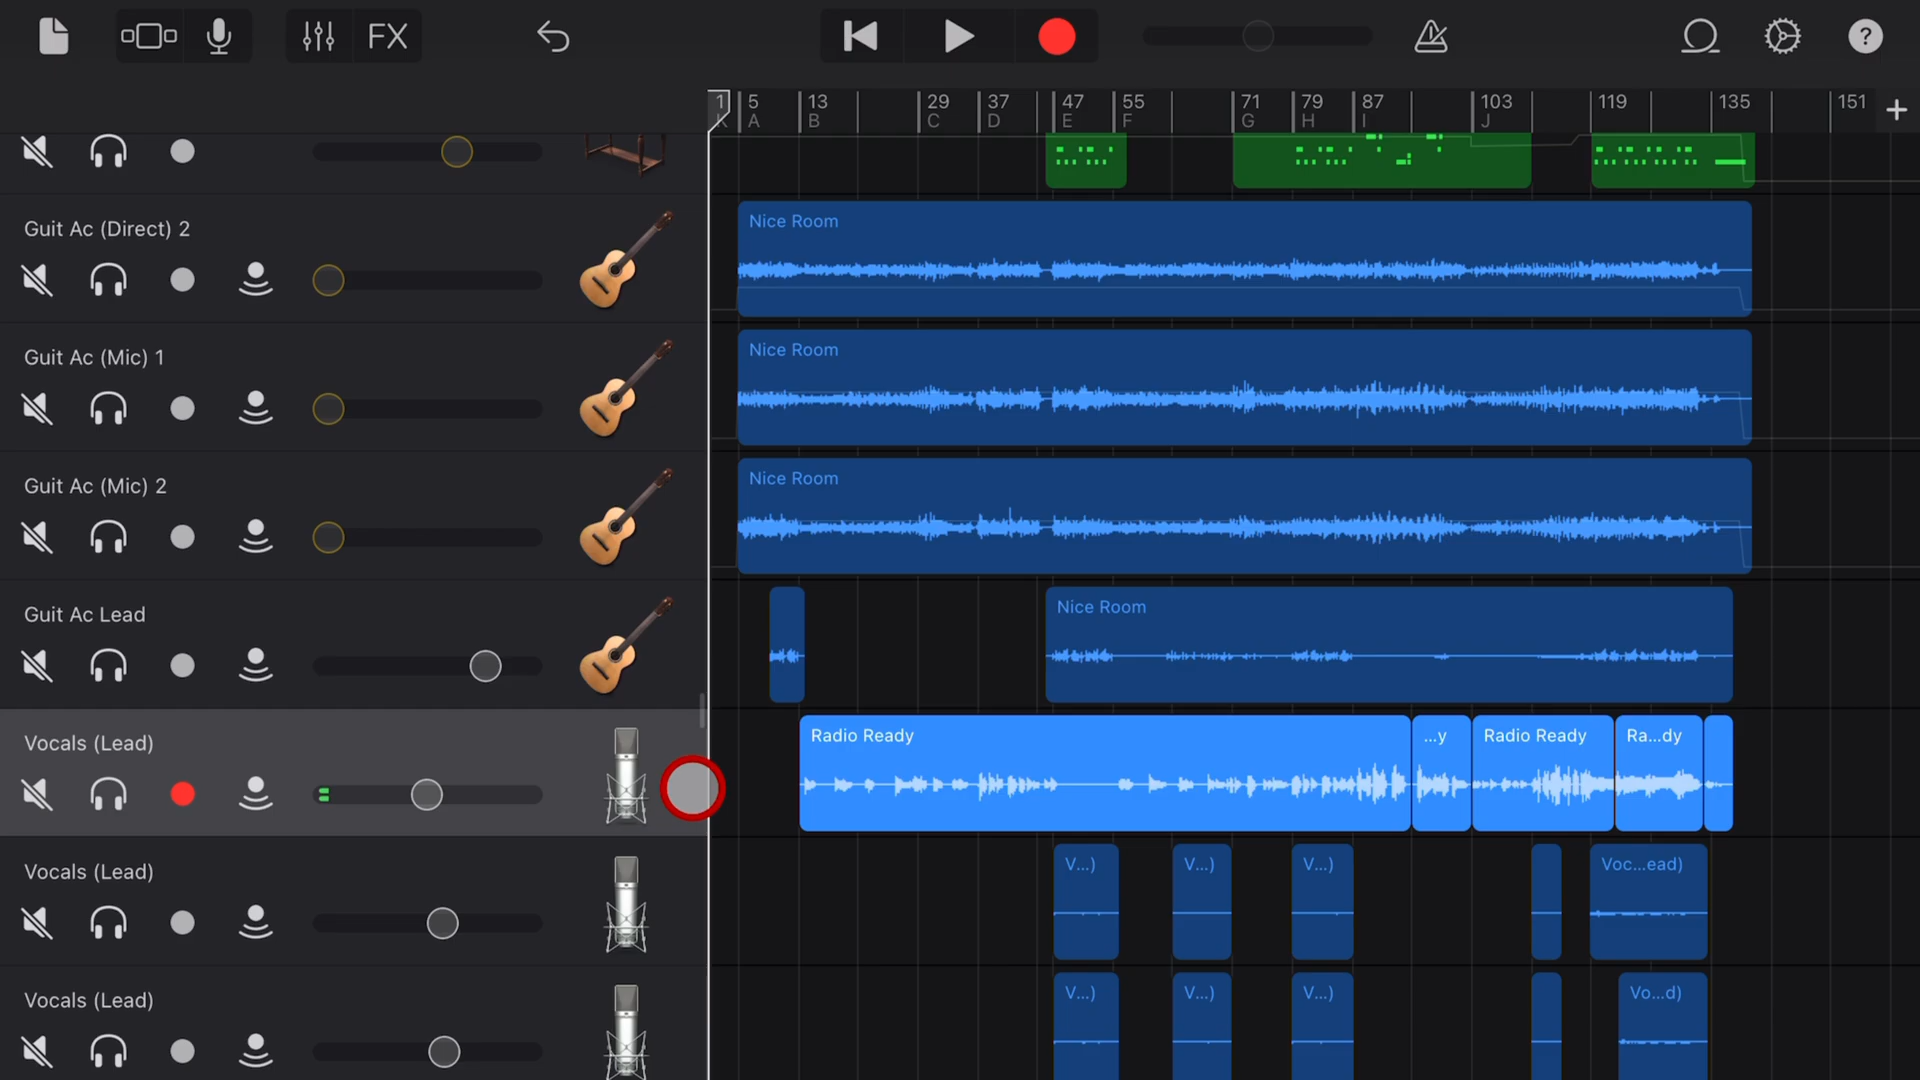 FX
?
1 5 13 29 37 47 55 71 79 87 103 119 135 151 +
K A B C D E F G H I J
Guit Ac (Direct) 2
Nice Room
Guit Ac (Mic) 1
Nice Room
Guit Ac (Mic) 2
Nice Room
Guit Ac Lead
Nice Room
Vocals (Lead)
Radio Ready
...y
Radio Ready
Ra...dy
Vocals (Lead)
V...)
V...)
V...)
Voc...ead)
Vocals (Lead)
V...)
V...)
V...)
Vo...d)